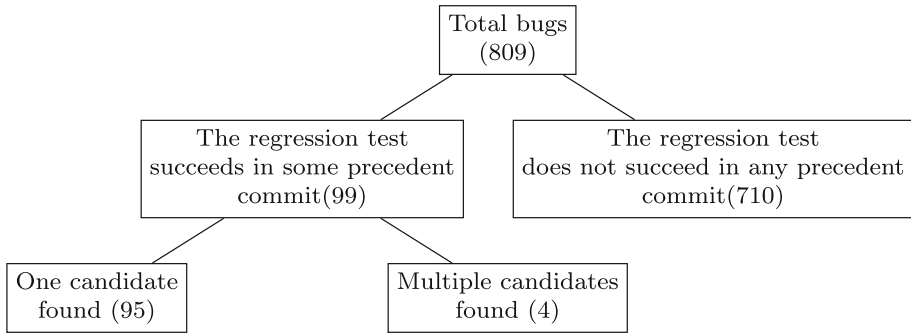 Total bugs
(809)
The regression test
succeeds in some precedent
commit(99)
The regression test
does not succeed in any precedent
commit(710)
One candidate
found (95)
Multiple candidates
found (4)